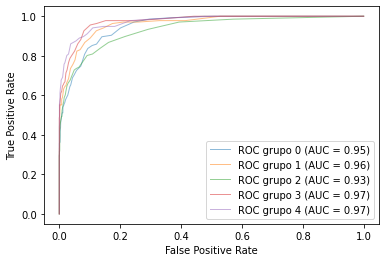 1.0
0.8
0.6
0.4
0.2
0.0
True Positive Rate
ROC grupo 0 (AUC = 0.95)
ROC grupo 1 (AUC = 0.96)
ROC grupo 2 (AUC = 0.93)
ROC grupo 3 (AUC = 0.97)
ROC grupo 4 (AUC = 0.97)
0.0 0.2 0.4 0.6 0.8 1.0
False Positive Rate